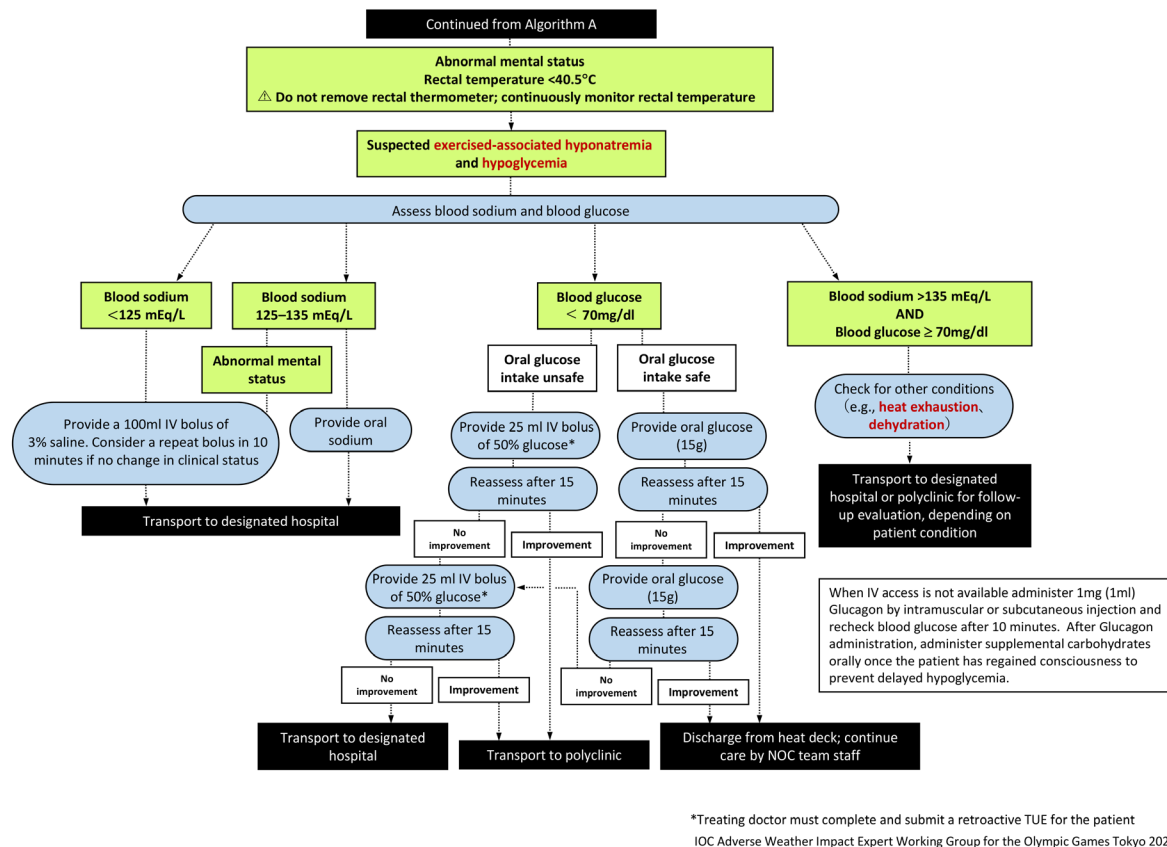 Continued from Algorithm A
Abnormal mental status
Rectal temperature <40.5°C
⚠ Do not remove rectal thermometer; continuously monitor rectal temperature
Suspected exercised-associated hyponatremia
and hypoglycemia
Assess blood sodium and blood glucose
Blood sodium
<125 mEq/L
Blood sodium
125–135 mEq/L
Blood glucose
< 70mg/dl
Blood sodium >135 mEq/L
AND
Blood glucose ≥ 70mg/dl
Abnormal mental
status
Oral glucose
intake unsafe
Oral glucose
intake safe
Check for other conditions
(e.g., heat exhaustion、
dehydration)
Provide a 100ml IV bolus of
3% saline. Consider a repeat bolus in 10
minutes if no change in clinical status
Provide oral
sodium
Provide 25 ml IV bolus
of 50% glucose*
Provide oral glucose
(15g)
Reassess after 15
minutes
Reassess after 15
minutes
Transport to designated
hospital or polyclinic for follow-
up evaluation, depending on
patient condition
Transport to designated hospital
No
improvement
Improvement
No
improvement
Improvement
Provide 25 ml IV bolus
of 50% glucose*
Provide oral glucose
(15g)
Reassess after 15
minutes
Reassess after 15
minutes
When IV access is not available administer 1mg (1ml)
Glucagon by intramuscular or subcutaneous injection and
recheck blood glucose after 10 minutes. After Glucagon
administration, administer supplemental carbohydrates
orally once the patient has regained consciousness to
prevent delayed hypoglycemia.
No
improvement
Improvement
No
improvement
Improvement
Transport to designated
hospital
Transport to polyclinic
Discharge from heat deck; continue
care by NOC team staff
*Treating doctor must complete and submit a retroactive TUE for the patient
IOC Adverse Weather Impact Expert Working Group for the Olympic Games Tokyo 202